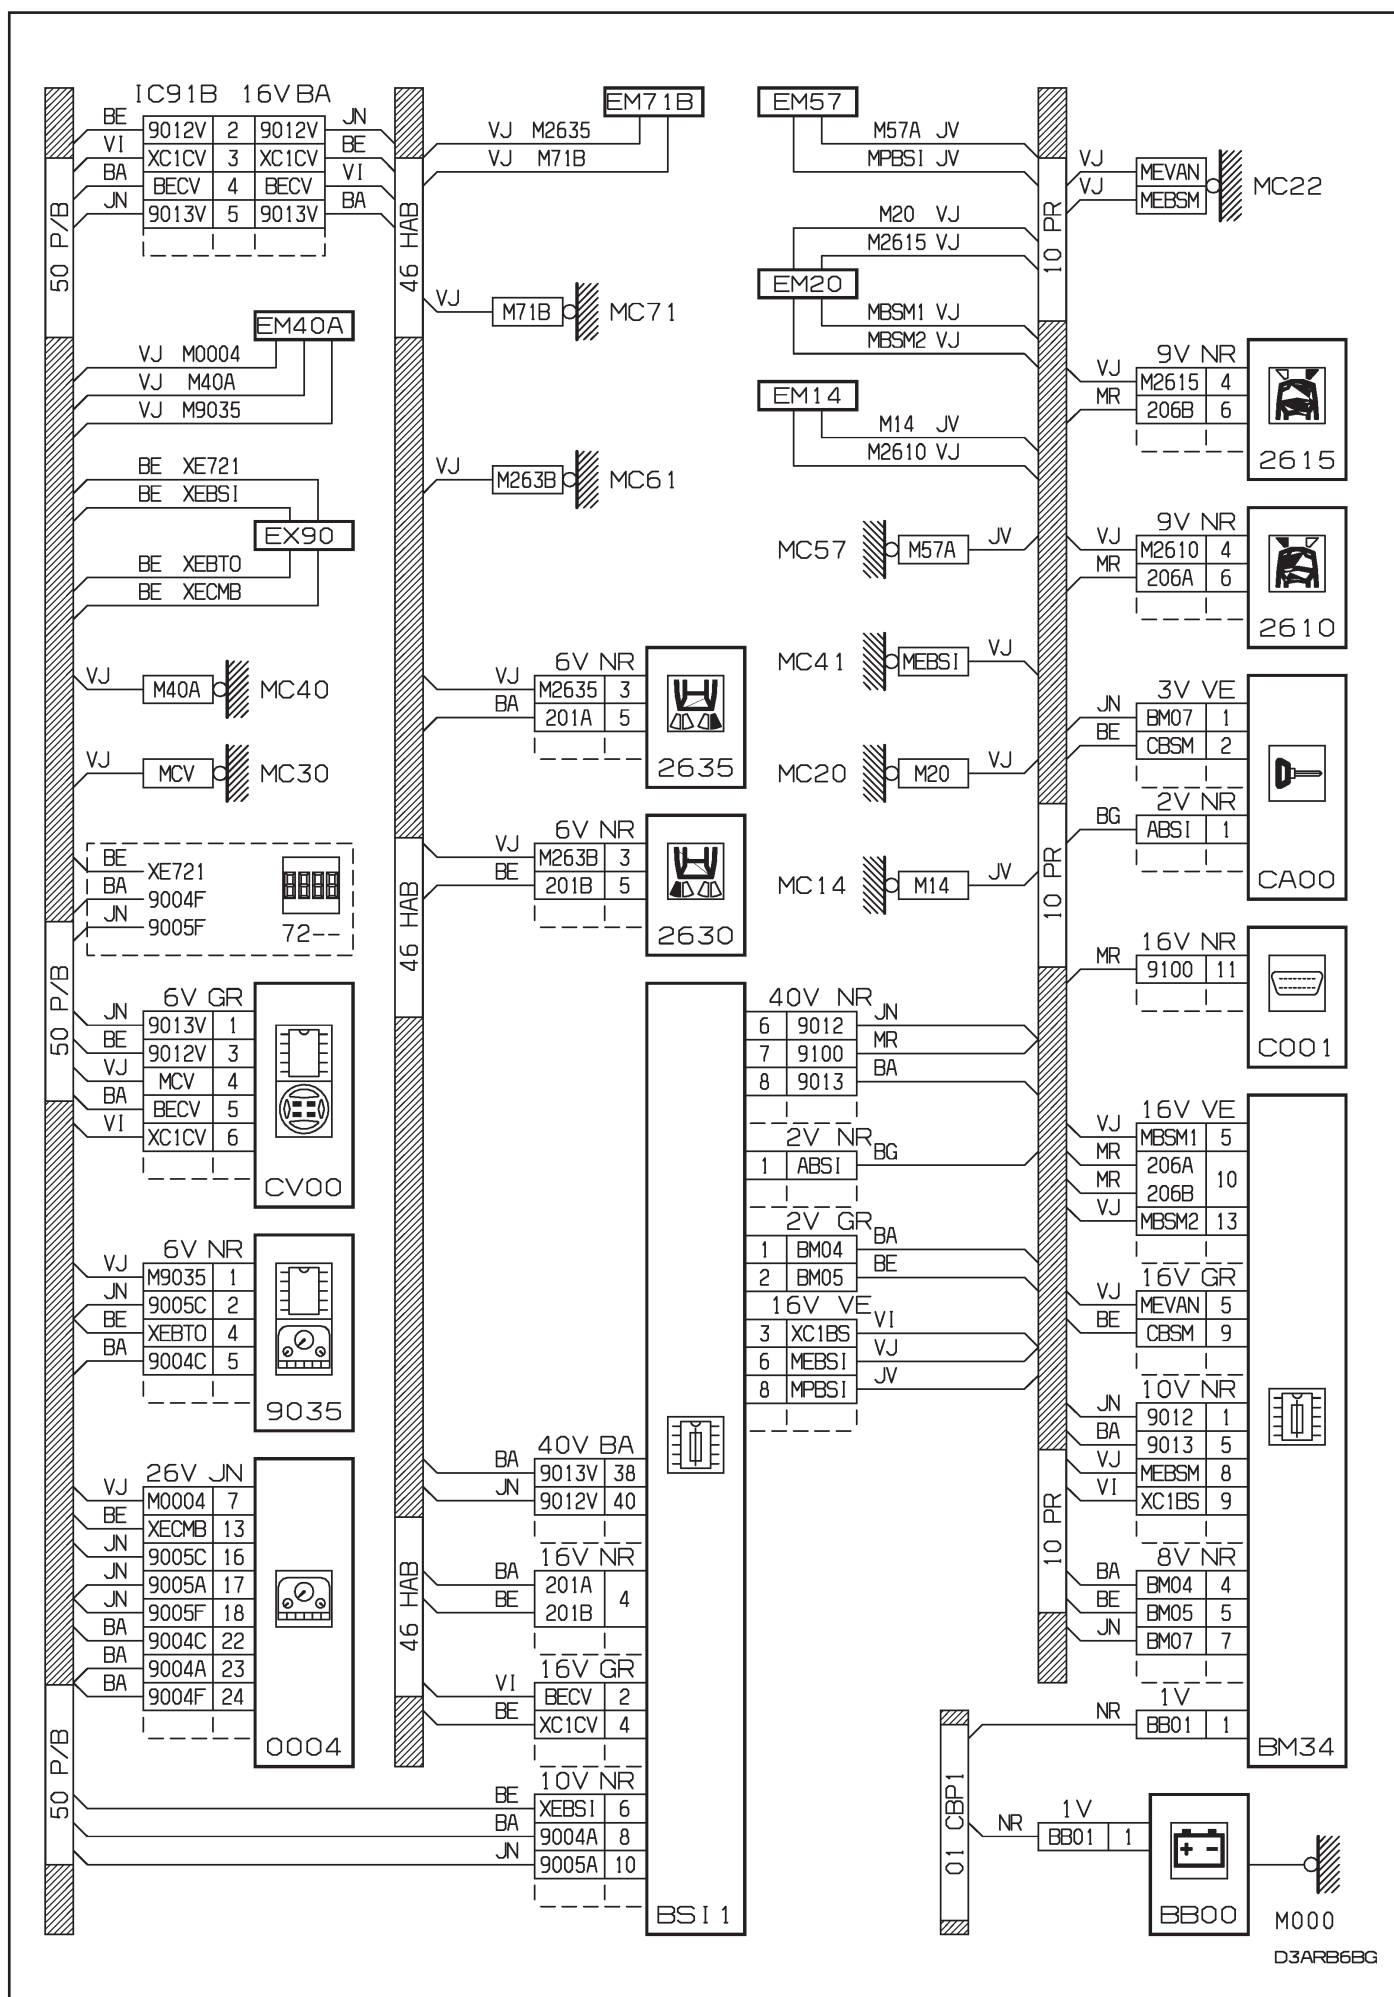 IC91B 16V BA
BE 9012V 2 9012V JN
VI XC1CV 3 XC1CV BE
BA BECV 4 BECV VI
JN 9013V 5 9013V BA
50 P/B
EM40A
VJ M0004
VJ M40A
VJ M9035
BE XE721
BE XEBSI
EX90
BE XEBTO
BE XECMB
VJ M40A MC40
VJ MCV MC30
BE XE721
BA 9004F
JN 9005F
72--
50 P/B
6V GR
JN 9013V 1
BE 9012V 3
VJ MCV 4
BA BECV 5
VI XC1CV 6
CV00
6V NR
VJ M9035 1
JN 9005C 2
BE XEBTO 4
BA 9004C 5
9035
26V JN
VJ M0004 7
BE XECMB 13
JN 9005C 16
JN 9005A 17
JN 9005F 18
BA 9004C 22
BA 9004A 23
BA 9004F 24
0004
50 P/B
EM71B
VJ M2635
VJ M71B
46 HAB
VJ M71B MC71
VJ M263B MC61
6V NR
VJ M2635 3
BA 201A 5
2635
6V NR
VJ M263B 3
BE 201B 5
2630
46 HAB
40V BA
BA 9013V 38
JN 9012V 40
16V NR
BA 201A 4
BE 201B
46 HAB
16V GR
VI BECV 2
BE XC1CV 4
10V NR
BE XEBSI 6
BA 9004A 8
JN 9005A 10
BSI1
40V NR
6 9012 JN
7 9100 MR
8 9013 BA
2V NR
1 ABSI BG
2V GR
1 BM04 BA
2 BM05 BE
16V VE
3 XC1BS VI
6 MEBSI VJ
8 MPBSI JV
EM57
M57A JV
MPBSI JV
M20 VJ
M2615 VJ
EM20
MBSM1 VJ
MBSM2 VJ
EM14
M14 JV
M2610 VJ
MC57 M57A JV
MC41 MEBSI VJ
MC20 M20 VJ
MC14 M14 JV
10 PR
VJ MEVAN
VJ MEBSM
MC22
9V NR
VJ M2615 4
MR 206B 6
2615
9V NR
VJ M2610 4
MR 206A 6
2610
3V VE
JN BM07 1
BE CBSM 2
2V NR
BG ABSI 1
CA00
10 PR
16V NR
MR 9100 11
C001
16V VE
VJ MBSM1 5
MR 206A 10
MR 206B
VJ MBSM2 13
16V GR
VJ MEVAN 5
BE CBSM 9
10V NR
JN 9012 1
BA 9013 5
VJ MEBSM 8
VI XC1BS 9
10 PR
8V NR
BA BM04 4
BE BM05 5
JN BM07 7
1V
NR BB01 1
BM34
01 CBP1
1V
NR BB01 1
+ -
BB00
M000
D3ARB6BG